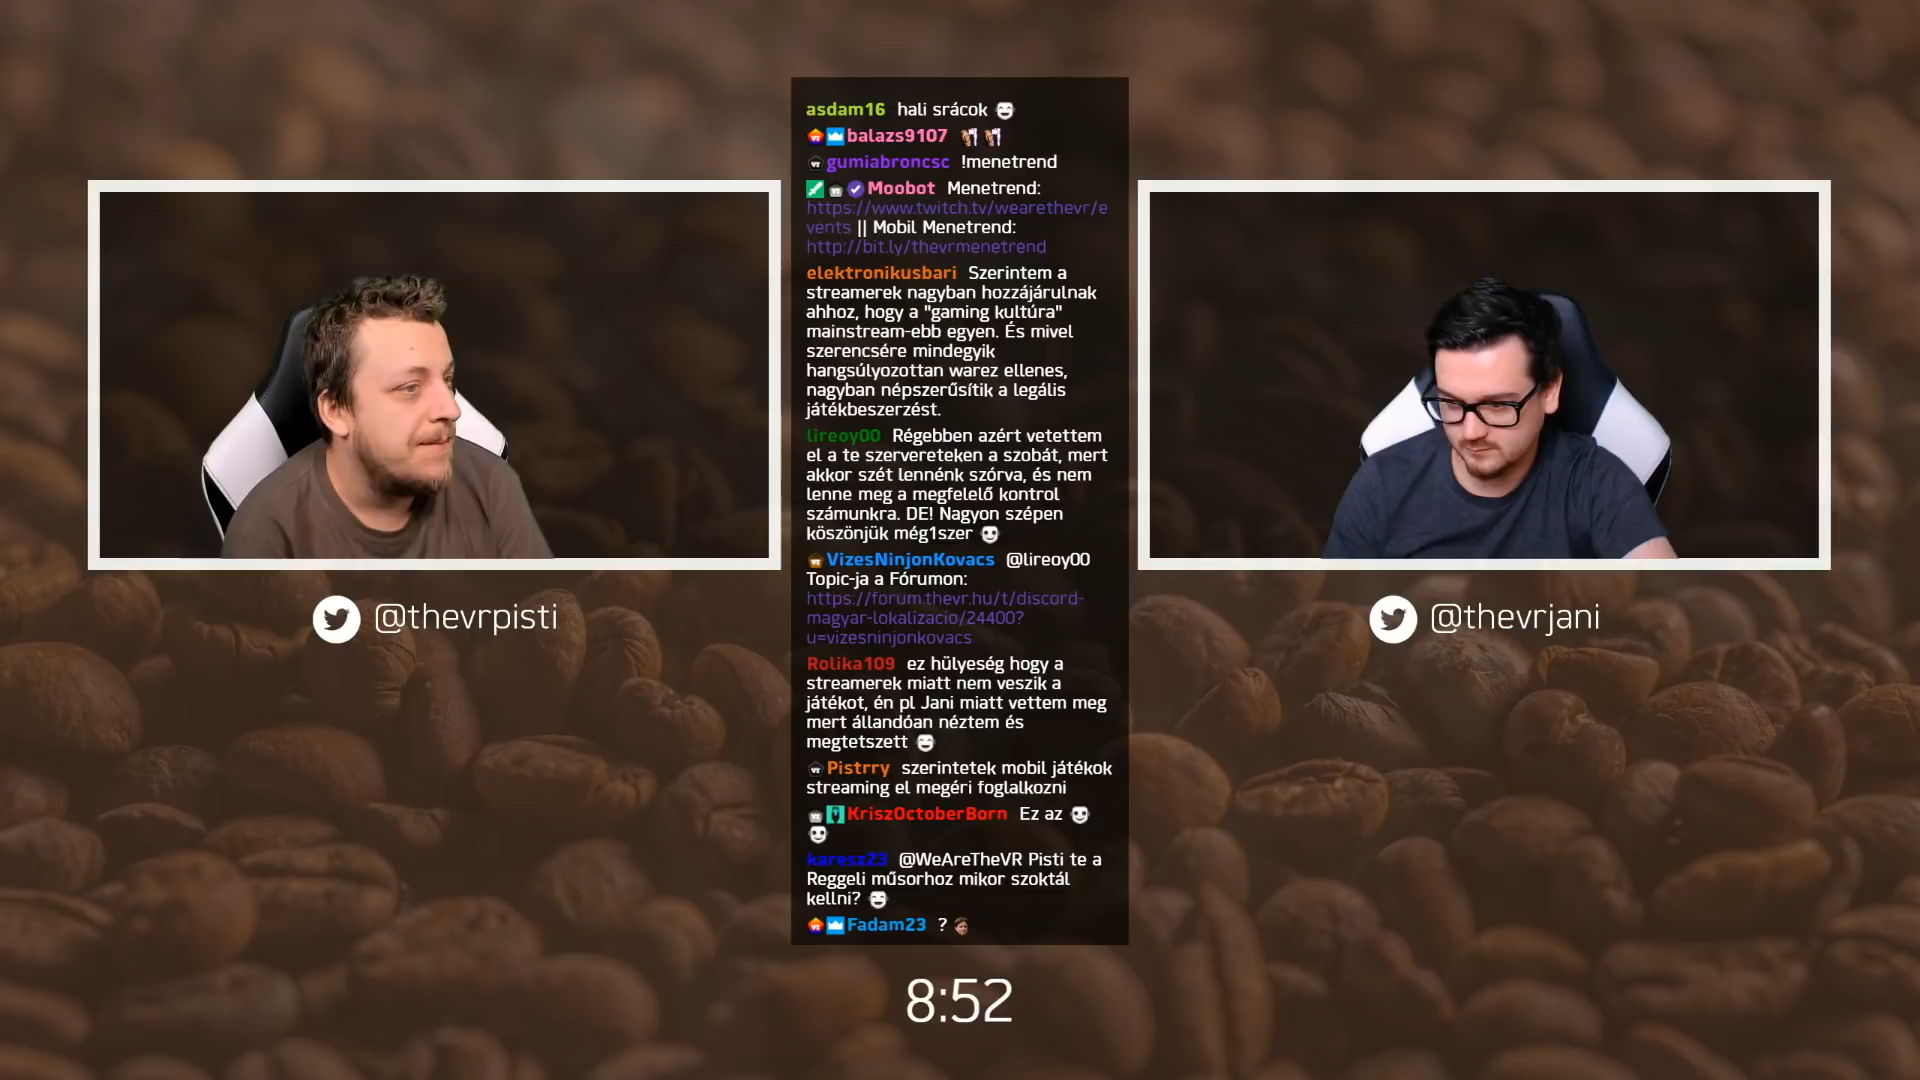 asdam16 hali srácok
balazs9107
gumiabroncsc !menetrend
Moobot Menetrend:
https://www.twitch.tv/wearethevr/e
vents || Mobil Menetrend:
http://bit.ly/thevrmenetrend
elektronikusbari Szerintem a
streamerek nagyban hozzájárulnak
ahhoz, hogy a "gaming kultúra"
mainstream-ebb egyen. És mivel
szerencsére mindegyik
hangsúlyozottan warez ellenes,
nagyban népszerűsítik a legális
játékbeszerzést.
lireoy00 Régebben azért vetettem
el a te szervereteken a szobát, mert
akkor szét lennénk szórva, és nem
lenne meg a megfelelő kontrol
számunkra. DE! Nagyon szépen
köszönjük még1szer
VizesNinjonKovacs @lireoy00
Topic-ja a Fórumon:
https://forum.thevr.hu/t/discord-
magyar-lokalizacio/24400?
u=vizesninjonkovacs
Rolika109 ez hülyeség hogy a
streamerek miatt nem veszik a
játékot, én pl Jani miatt vettem meg
mert állandóan néztem és
megtetszett
Pistrry szerintetek mobil játékok
streaming el megéri foglalkozni
KriszOctoberBorn Ez az
karesz23 @WeAreTheVR Pisti te a
Reggeli műsorhoz mikor szoktál
kellni?
Fadam23 ?
@thevrpisti
@thevrjani
8:52